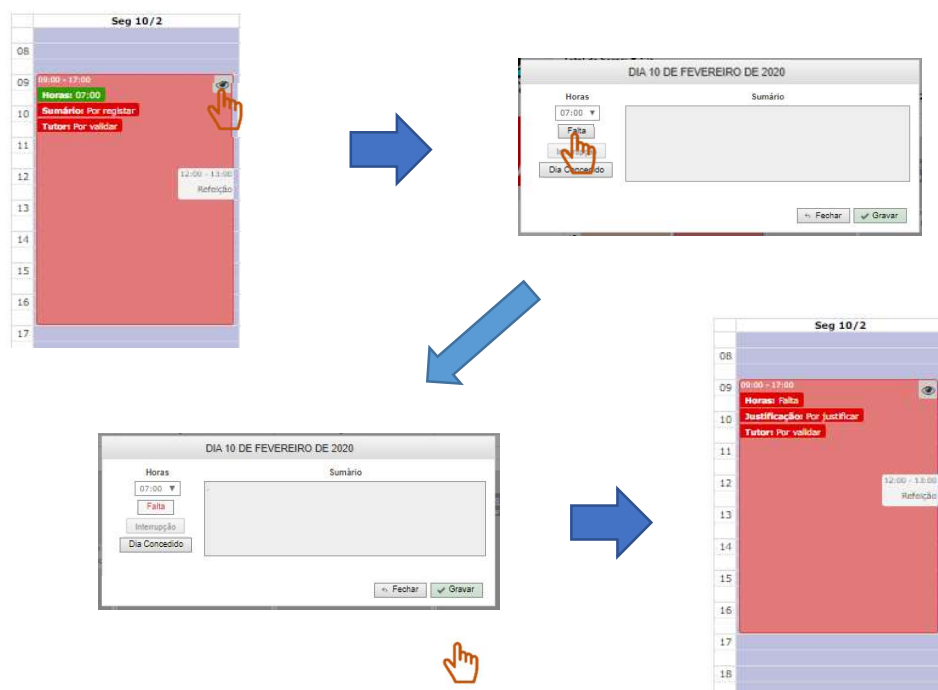 Seg 10/2
08
09
09:00 - 17:00
Horas: 07:00
10
Sumário: Por registar
Tutor: Por validar
11
12
12:00 - 13:00
Refeição
13
14
15
16
17
DIA 10 DE FEVEREIRO DE 2020
Horas
Sumário
07:00
Falta
Dia Concedido
Fechar
Gravar
DIA 10 DE FEVEREIRO DE 2020
Horas
Sumário
07:00
Falta
Interrupção
Dia Concedido
Fechar
Gravar
Seg 10/2
08
09
09:00 - 17:00
Horas: Falta
10
Justificação: Por justificar
Tutor: Por validar
11
12
12:00 - 13:00
Refeição
13
14
15
16
17
18